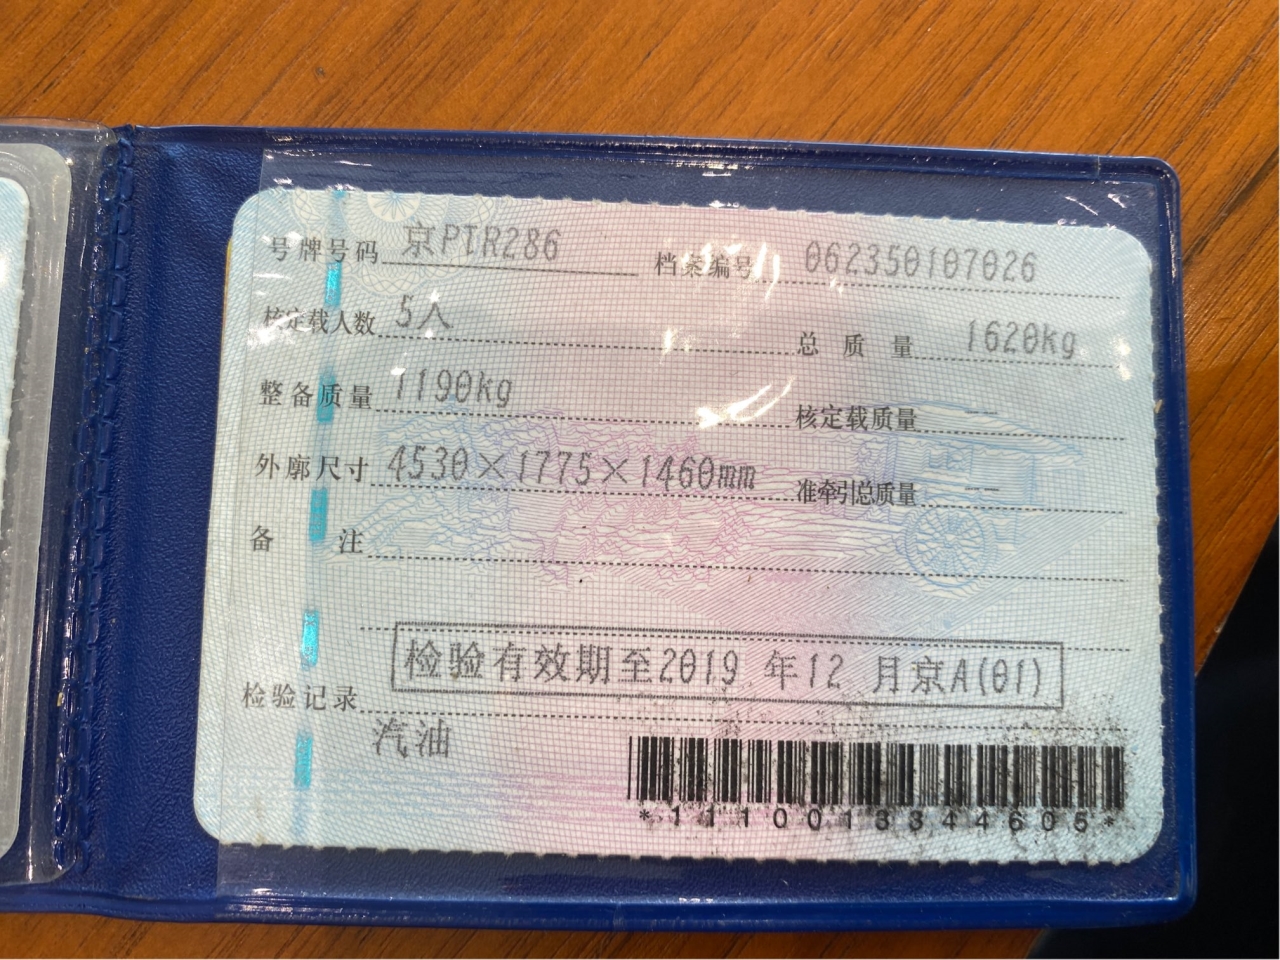 号牌号码 京PTR286 档案编号 062350107026
核定载人数 5人 总质量 1620kg
整备质量 1190kg 核定载质量 --
外廓尺寸 4530×1775×1460mm 准牵引总质量 --
备注
检验有效期至2019 年12 月京A(01)
检验记录
汽油
*1110013344605*